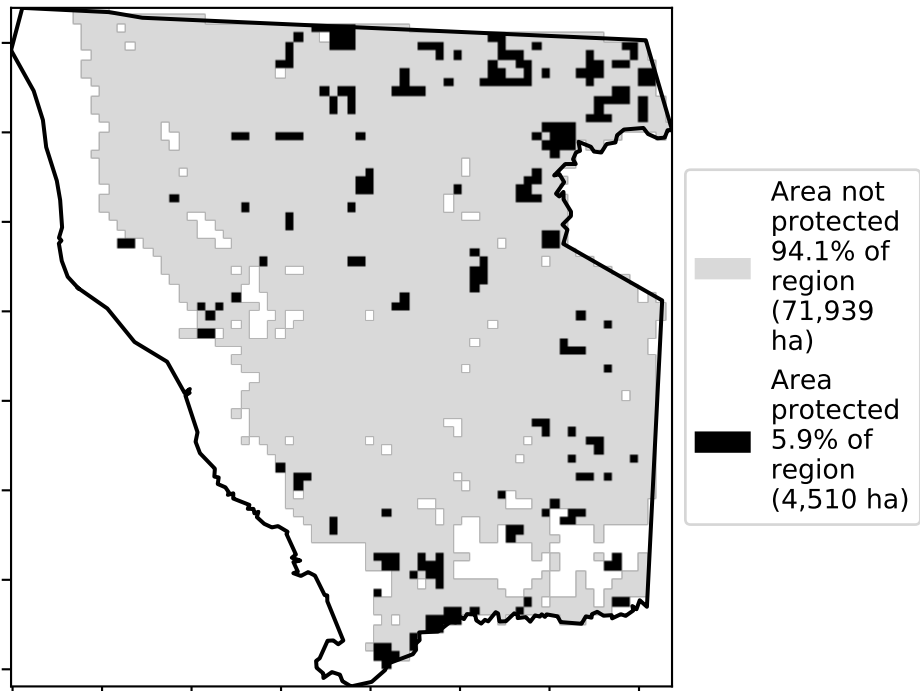 Area not
protected
94.1% of
region
(71,939
ha)
Area
protected
5.9% of
region
(4,510 ha)